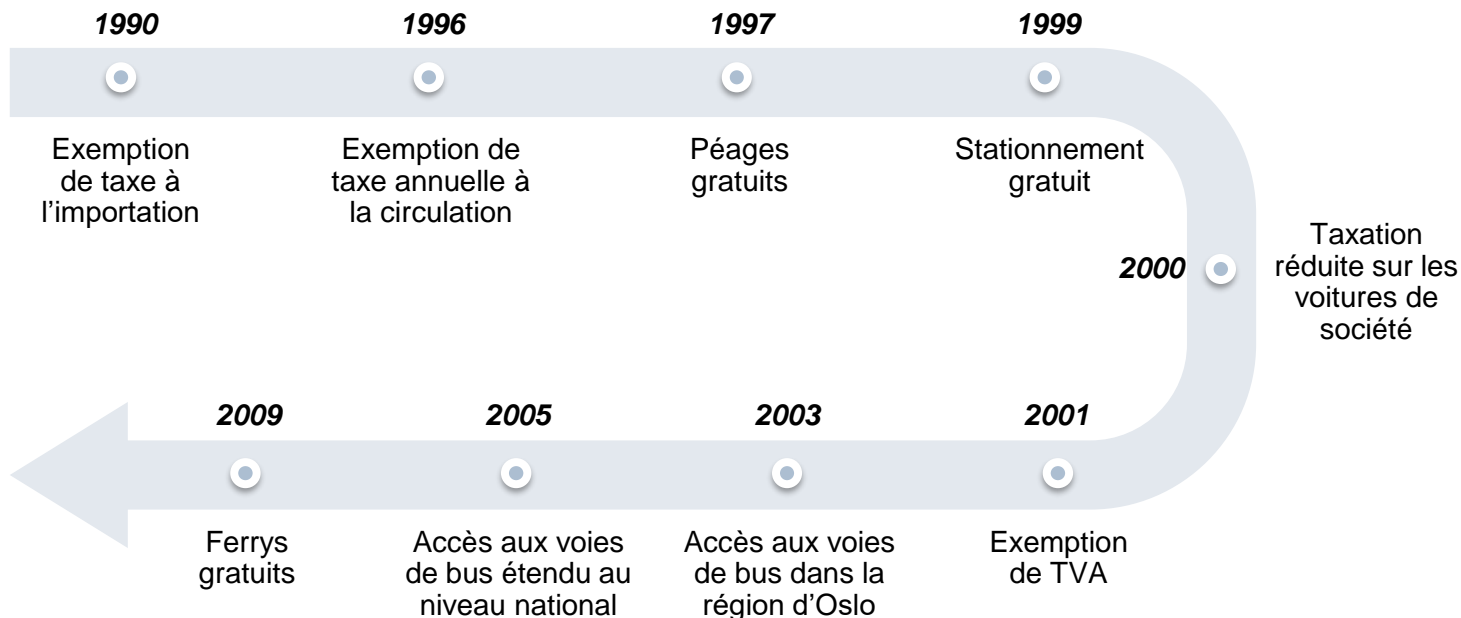 1990
Exemption
de taxe à
l’importation
1996
Exemption de
taxe annuelle à
la circulation
1997
Péages
gratuits
1999
Stationnement
gratuit
2000
Taxation
réduite sur les
voitures de
société
2001
Exemption
de TVA
2003
Accès aux voies
de bus dans la
région d’Oslo
2005
Accès aux voies
de bus étendu au
niveau national
2009
Ferrys
gratuits